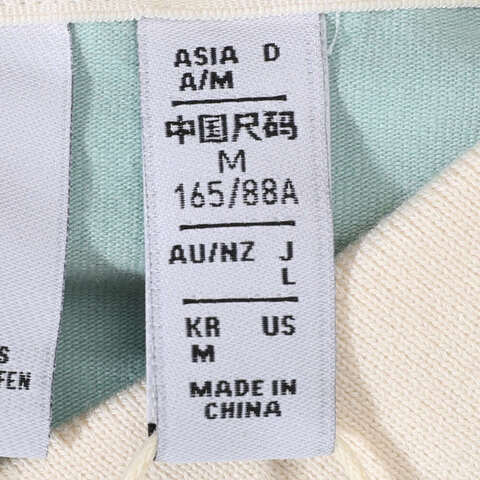 ASIA D
A/M
中国尺码
M
165/88A
AU/NZ J
L
KR US
M
MADE IN
CHINA
S
FEN